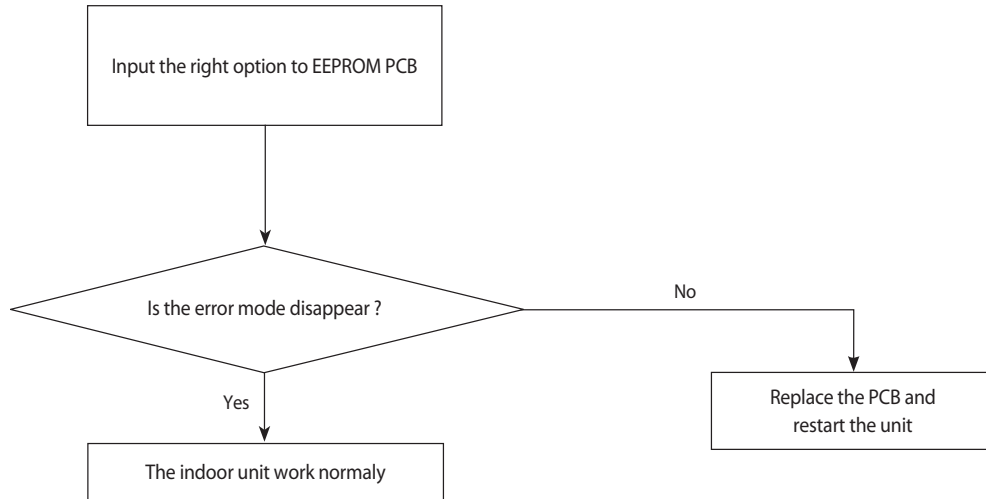 Input the right option to EEPROM PCB
Is the error mode disappear ?
No
Yes
Replace the PCB and
restart the unit
The indoor unit work normaly